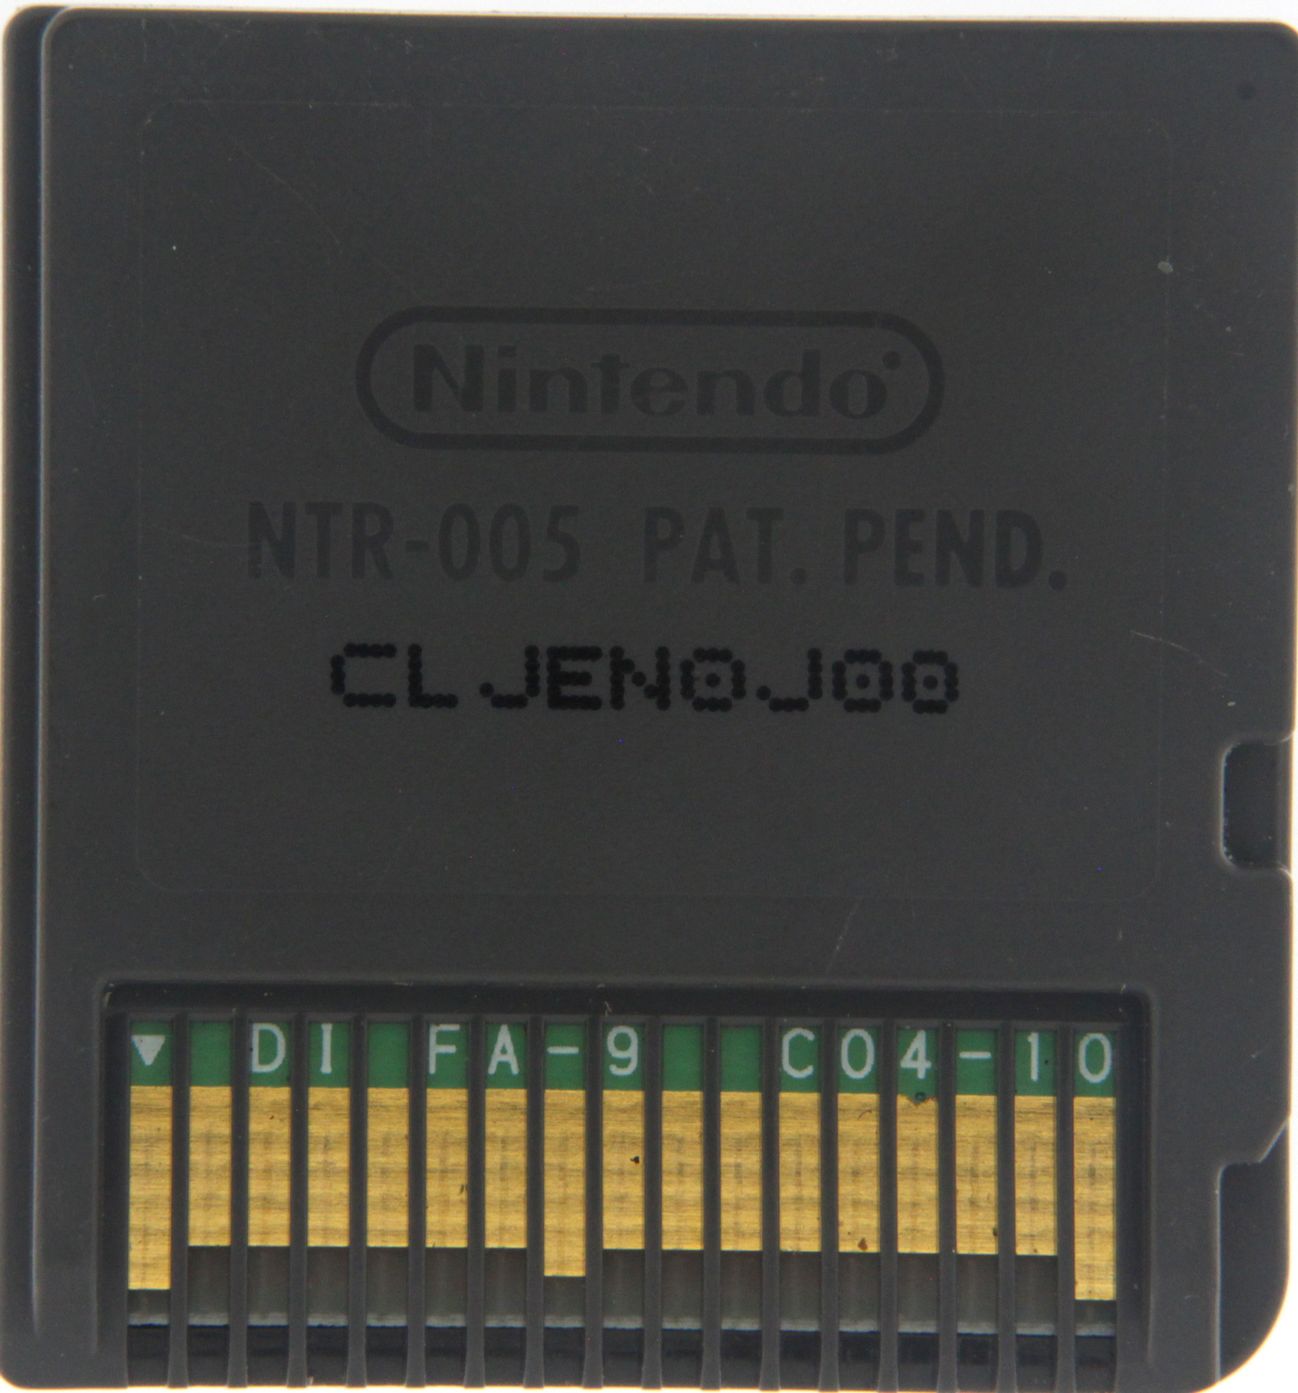 Nintendo
NTR-005 PAT. PEND.
CLJEN0J00
▼ DI FA-9 C04-10